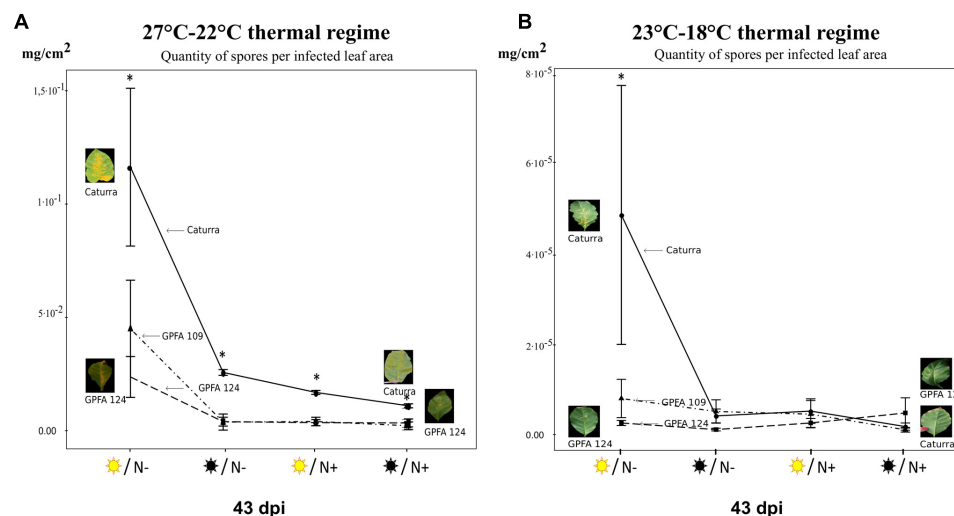 A
27°C-22°C thermal regime
mg/cm²
Quantity of spores per infected leaf area
1,5·10⁻¹
1·10⁻¹
5·10⁻²
0.00
*
Caturra
Caturra
GPFA 109
GPFA 124
GPFA 124
*
*
Caturra
*
GPFA 124
/ N-
/ N-
/ N+
/ N+
43 dpi
B
23°C-18°C thermal regime
mg/cm²
Quantity of spores per infected leaf area
8·10⁻⁵
6·10⁻⁵
4·10⁻⁵
2·10⁻⁵
0.00
*
Caturra
Caturra
GPFA 109
GPFA124
GPFA 124
Caturra
/ N-
/ N-
/ N+
/ N+
43 dpi